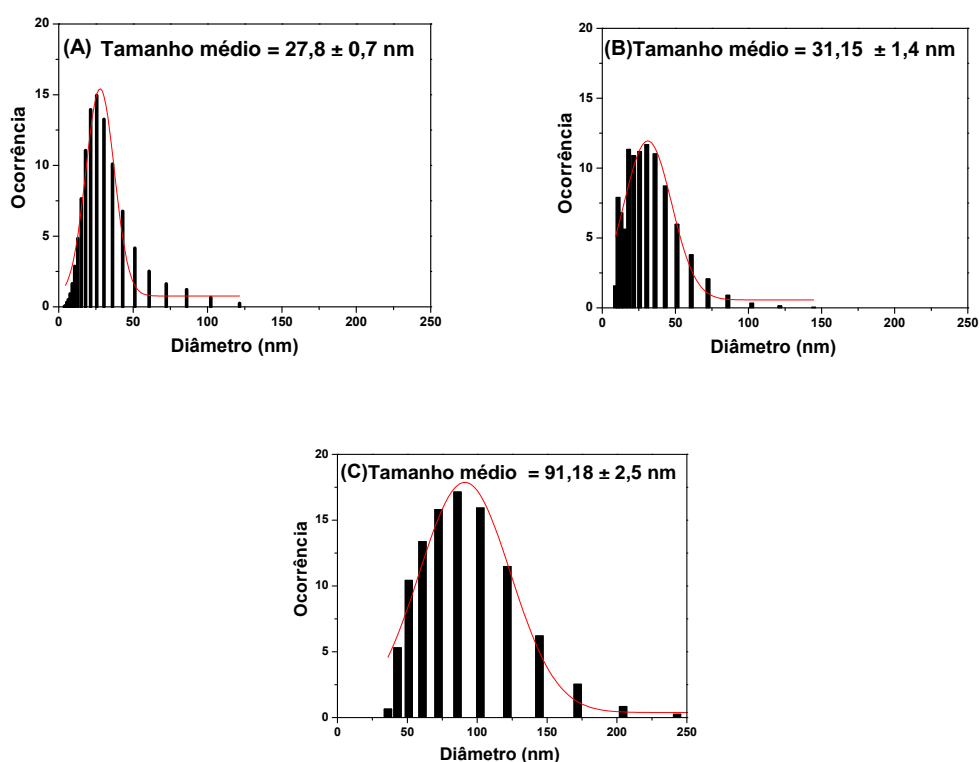 (A) Tamanho médio = 27,8 ± 0,7 nm
20
15
10
5
0
0 50 100 150 200 250
Ocorrência
Diâmetro (nm)
(B)Tamanho médio = 31,15 ± 1,4 nm
20
15
10
5
0
0 50 100 150 200 250
Ocorrência
Diâmetro (nm)
(C)Tamanho médio = 91,18 ± 2,5 nm
20
15
10
5
0
0 50 100 150 200 250
Ocorrência
Diâmetro (nm)